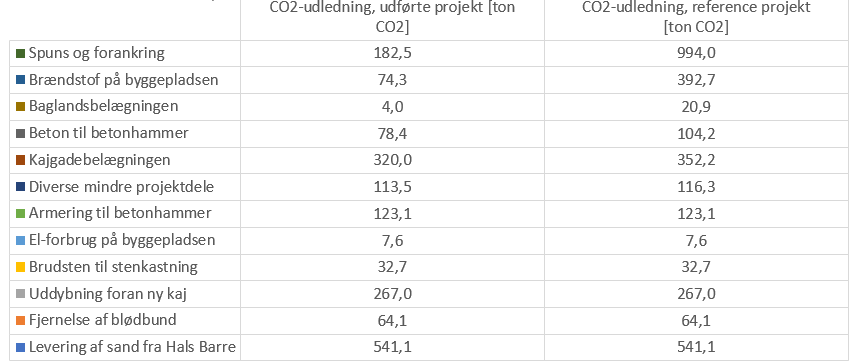 CO2-udledning, udførte projekt [ton CO2]	CO2-udledning, reference projekt [ton CO2]
Spuns og forankring	182,5	994,0
Brændstof på byggepladsen	74,3	392,7
Baglandsbelægningen	4,0	20,9
Beton til betonhammer	78,4	104,2
Kajgadebelægningen	320,0	352,2
Diverse mindre projektdele	113,5	116,3
Armering til betonhammer	123,1	123,1
El-forbrug på byggepladsen	7,6	7,6
Brudsten til stenkastning	32,7	32,7
Uddybning foran ny kaj	267,0	267,0
Fjernelse af blødbund	64,1	64,1
Levering af sand fra Hals Barre	541,1	541,1